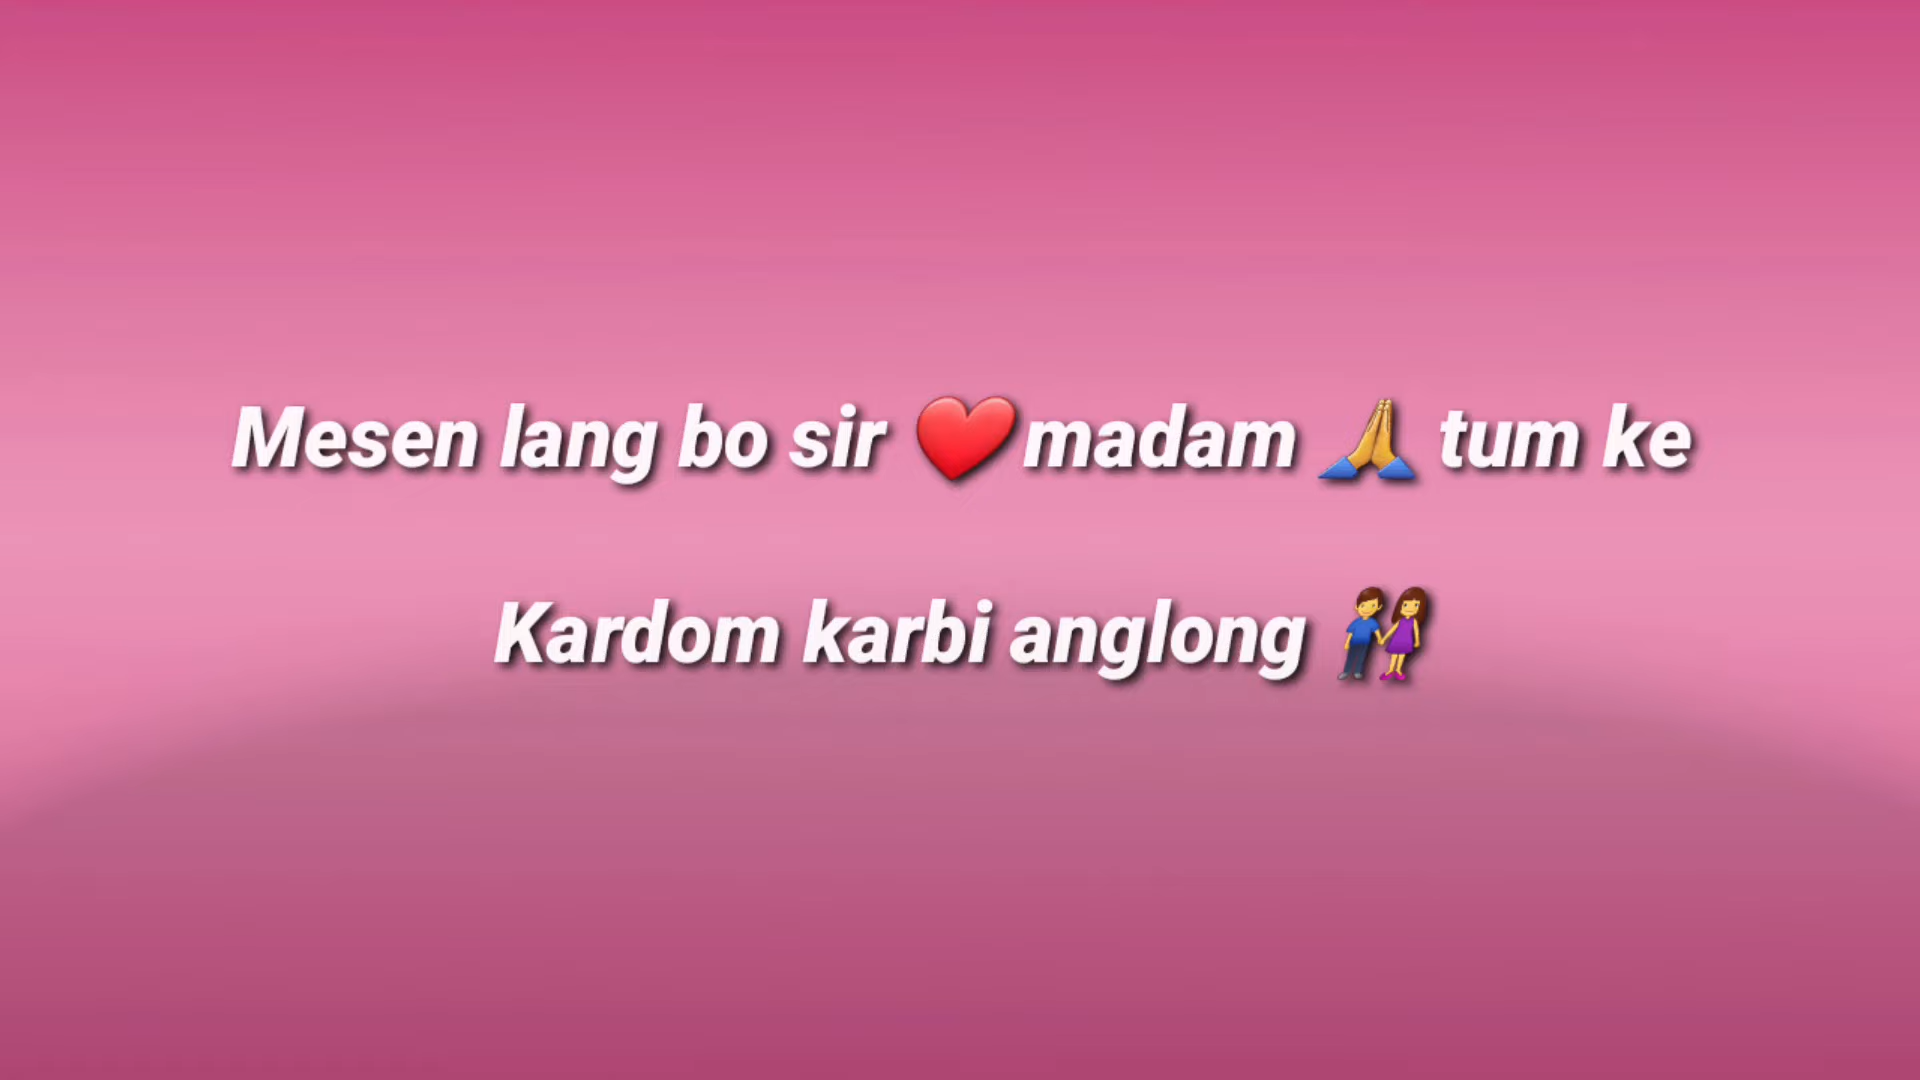 Mesen lang bo sir ❤️madam 🙏 tum ke
Kardom karbi anglong 👫